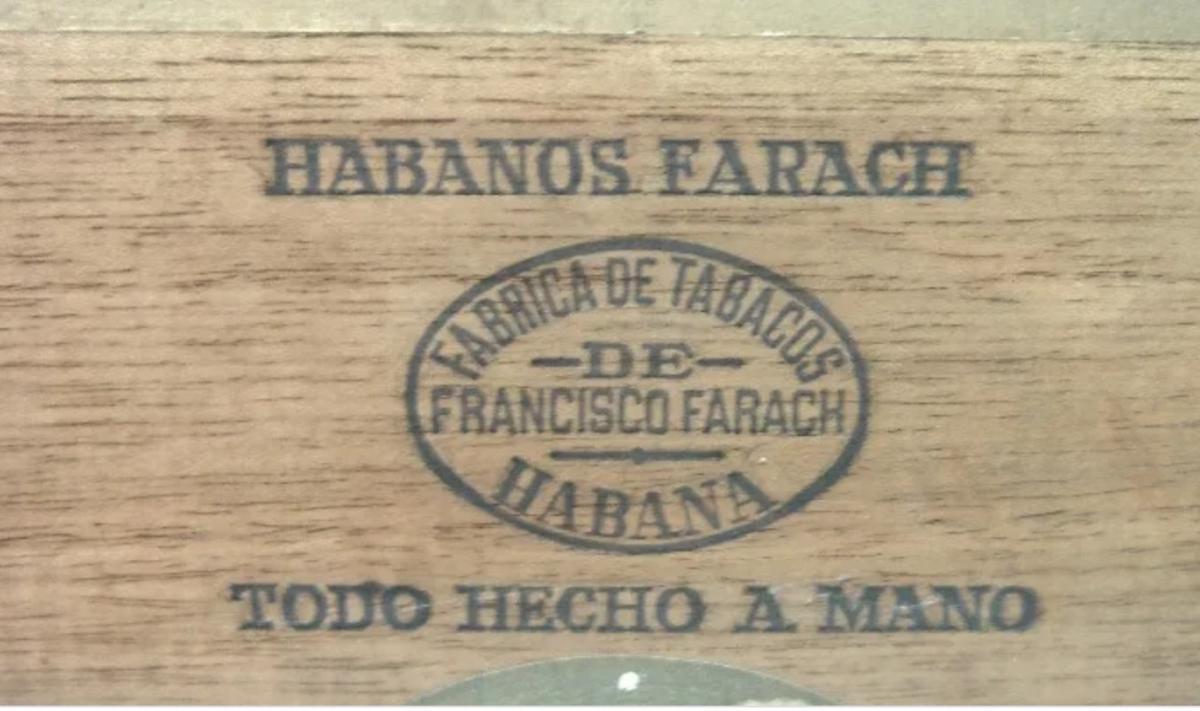 HABANOS FARACH
FABRICA DE TABACOS
-DE-
FRANCISCO FARACH
HABANA
TODO HECHO A MANO